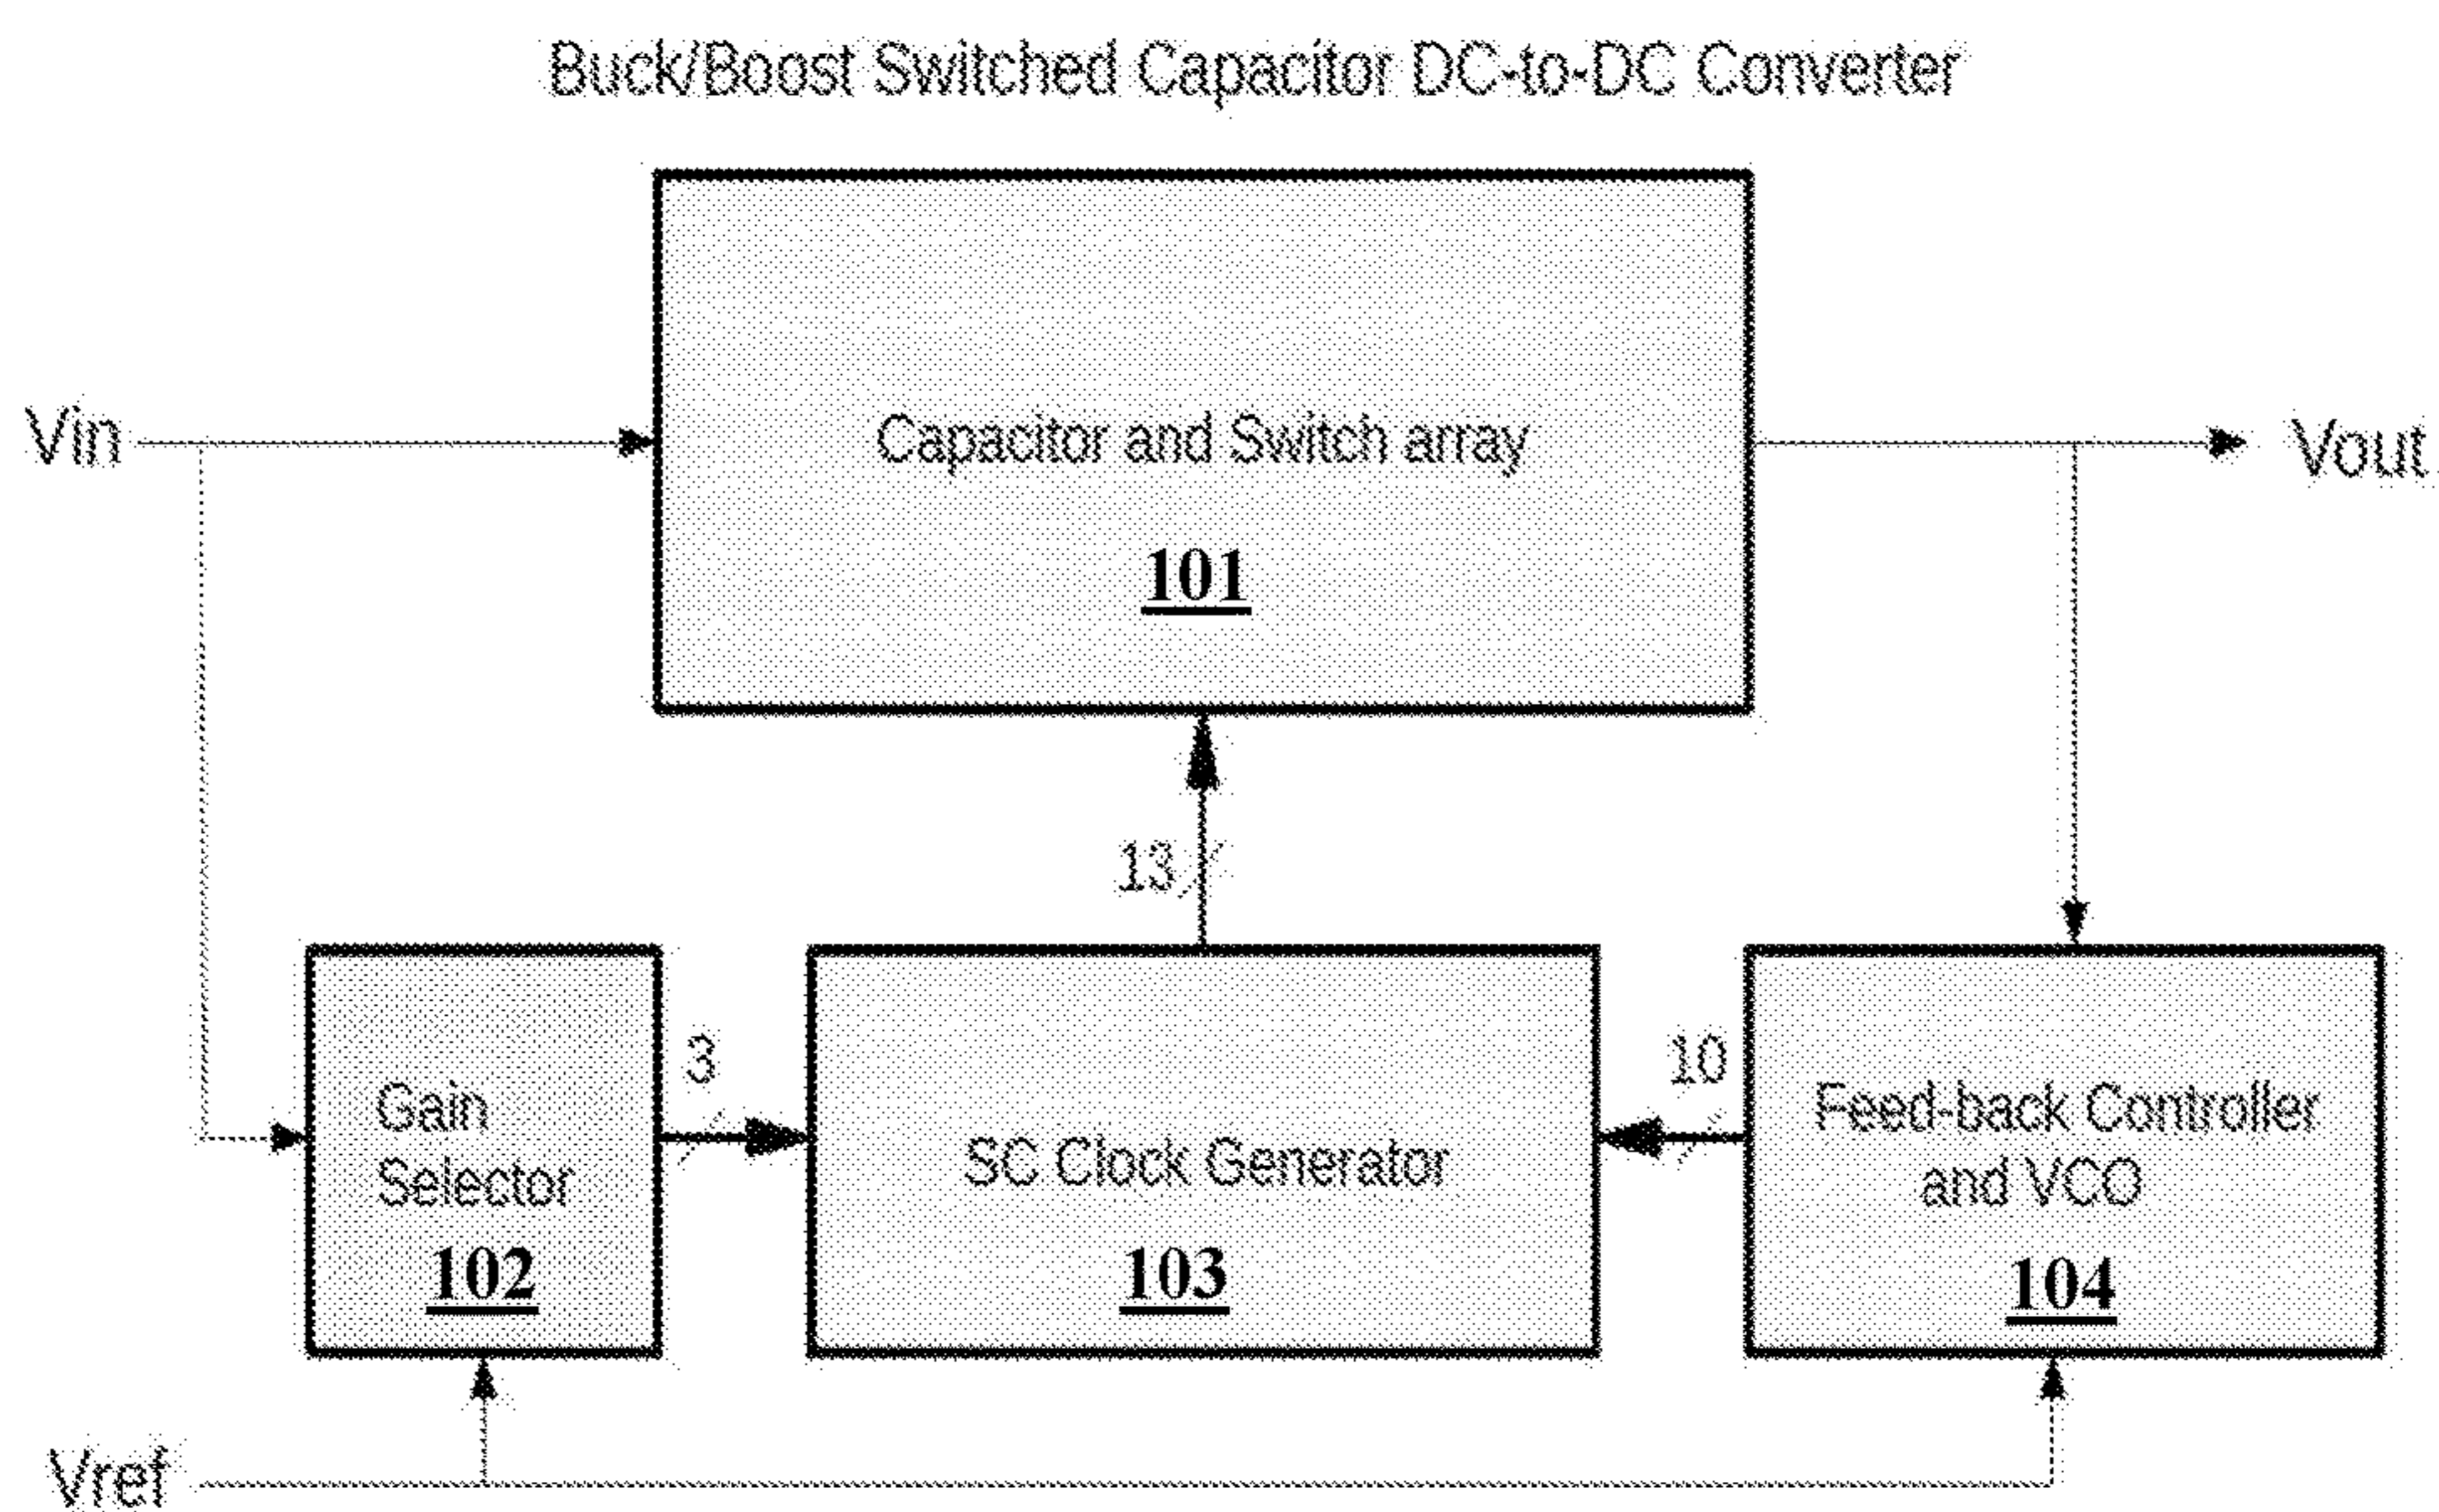 Buck/Boost Switched Capacitor DC-to-DC Converter
Vin
Capacitor and Switch array
101
Vout
13
3
10
Gain
Selector
102
SC Clock Generator
103
Feed-back Controller
and VCO
104
Vref